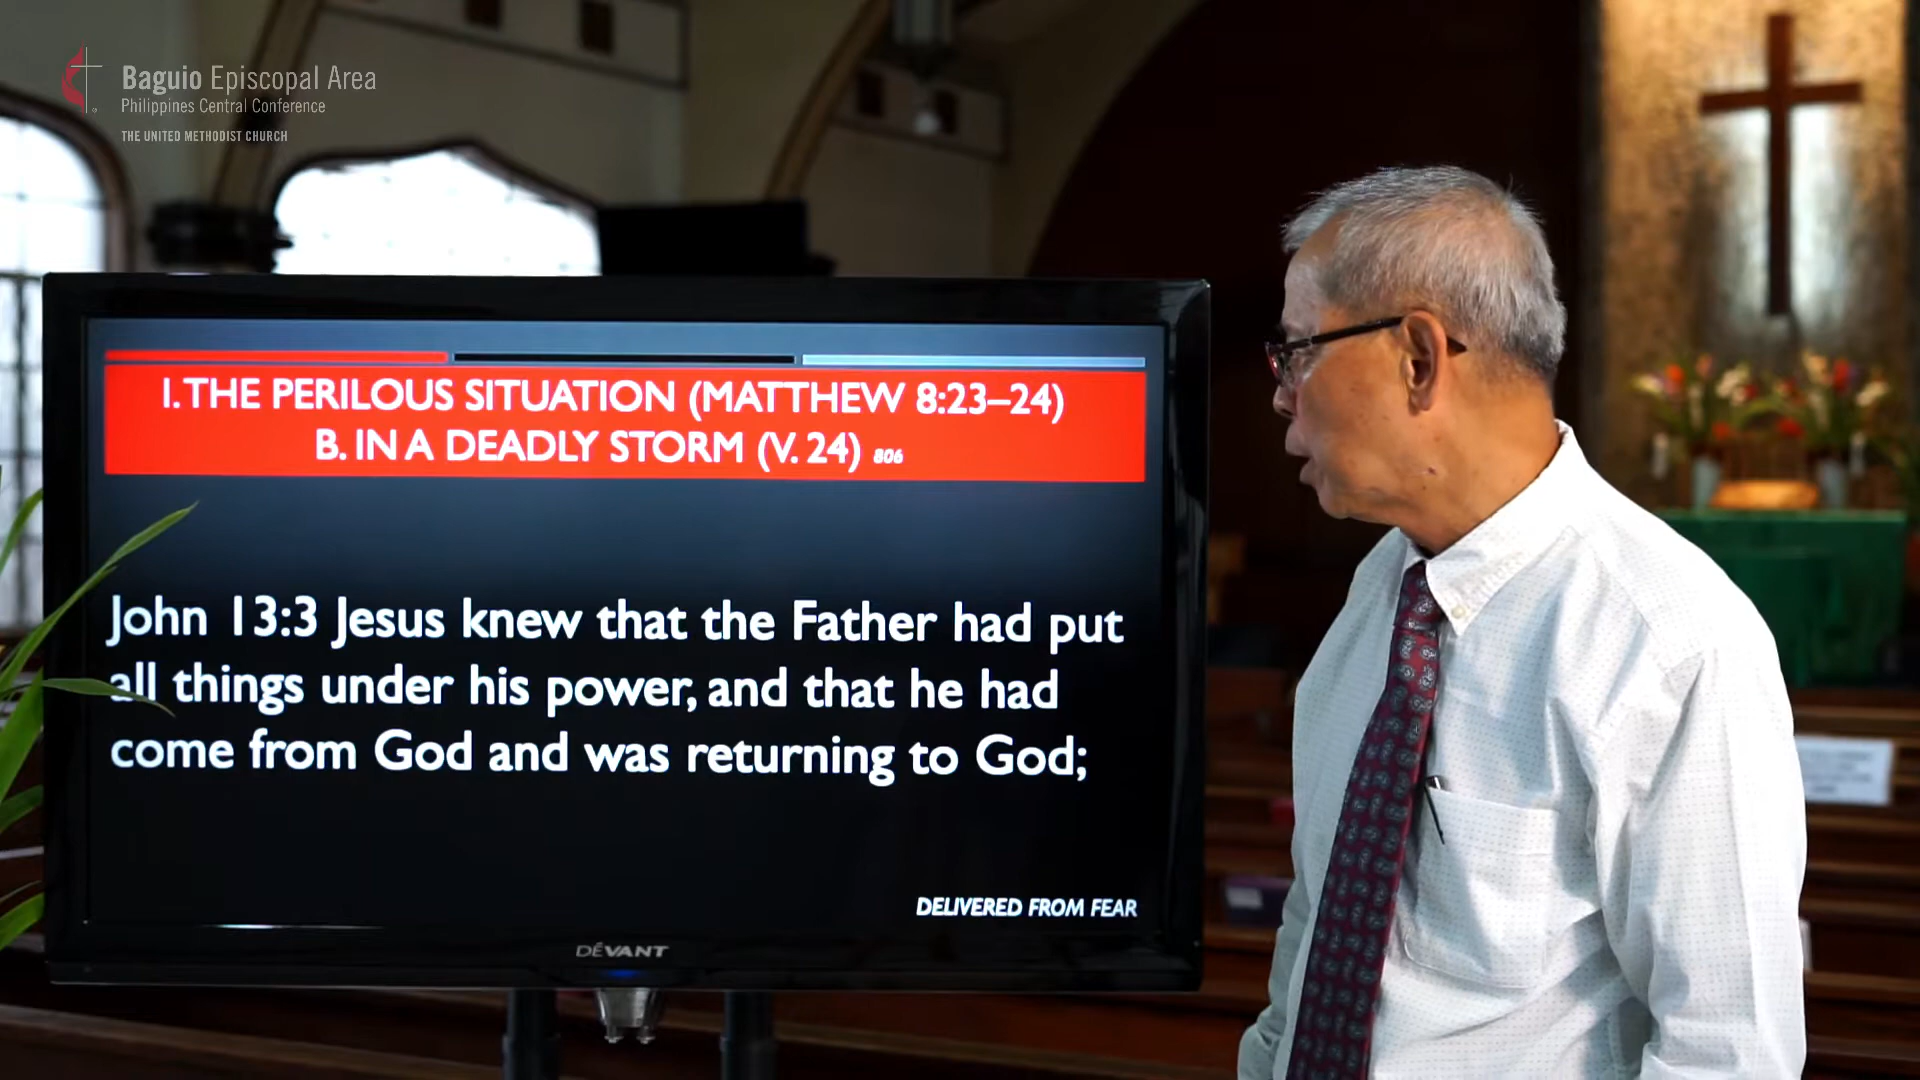 Baguio Episcopal Area
Philippines Central Conference
THE UNITED METHODIST CHURCH
I. THE PERILOUS SITUATION (MATTHEW 8:23–24)
B. IN A DEADLY STORM (V. 24) 806
John 13:3 Jesus knew that the Father had put
all things under his power, and that he had
come from God and was returning to God;
DELIVERED FROM FEAR
DEVANT